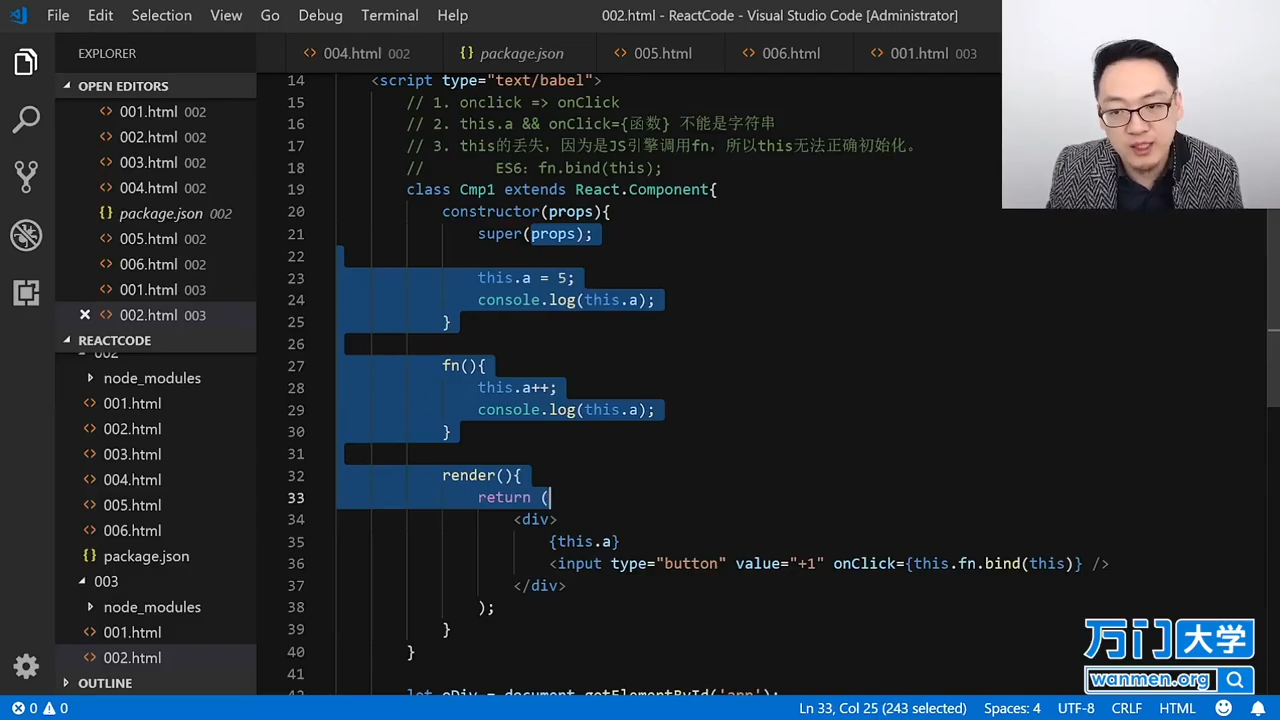 File Edit Selection View Go Debug Terminal Help 002.html - ReactCode - Visual Studio Code [Administrator]
EXPLORER
004.html 002 {} package.json 005.html 006.html 001.html 003
OPEN EDITORS
001.html 002
002.html 002
003.html 002
004.html 002
{} package.json 002
005.html 002
006.html 002
001.html 003
002.html 003
REACTCODE
002
node_modules
001.html
002.html
003.html
004.html
005.html
006.html
{} package.json
003
node_modules
001.html
002.html
OUTLINE
14 <script type="text/babel">
15 // 1. onclick => onClick
16 // 2. this.a && onClick={函数} 不能是字符串
17 // 3. this的丢失，因为是JS引擎调用fn，所以this无法正确初始化。
18 // ES6：fn.bind(this);
19 class Cmp1 extends React.Component{
20 constructor(props){
21 super(props);
22
23 this.a = 5;
24 console.log(this.a);
25 }
26
27 fn(){
28 this.a++;
29 console.log(this.a);
30 }
31
32 render(){
33 return (
34 <div>
35 {this.a}
36 <input type="button" value="+1" onClick={this.fn.bind(this)} />
37 </div>
38 );
39 }
40 }
41
42 let oDiv = document.getElementById('app');
万门大学
wanmen.org
0 0 Ln 33, Col 25 (243 selected) Spaces: 4 UTF-8 CRLF HTML